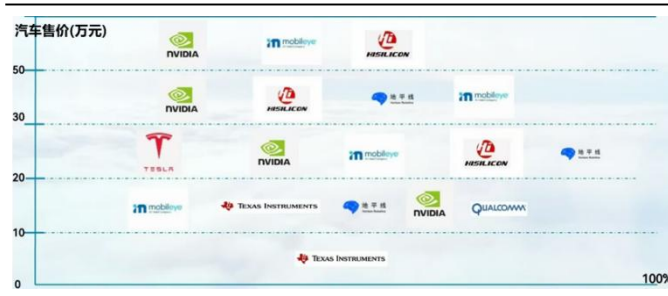 汽车售价(万元)
NVIDIA mobileye HISILICON
50
NVIDIA HISILICON 地平线 mobileye
30
TESLA NVIDIA mobileye HISILICON 地平线
20
mobileye TEXAS INSTRUMENTS 地平线 NVIDIA QUALCOMM
10
TEXAS INSTRUMENTS
0 100%